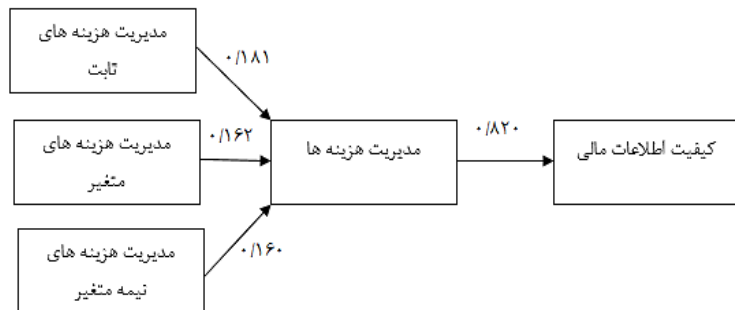 مدیریت هزینه های
ثابت
۰/۱۸۱
مدیریت هزینه های
متغیر
۰/۱۶۲
مدیریت هزینه ها
۰/۸۲۰
کیفیت اطلاعات مالی
مدیریت هزینه های
نیمه متغیر
۰/۱۶۰